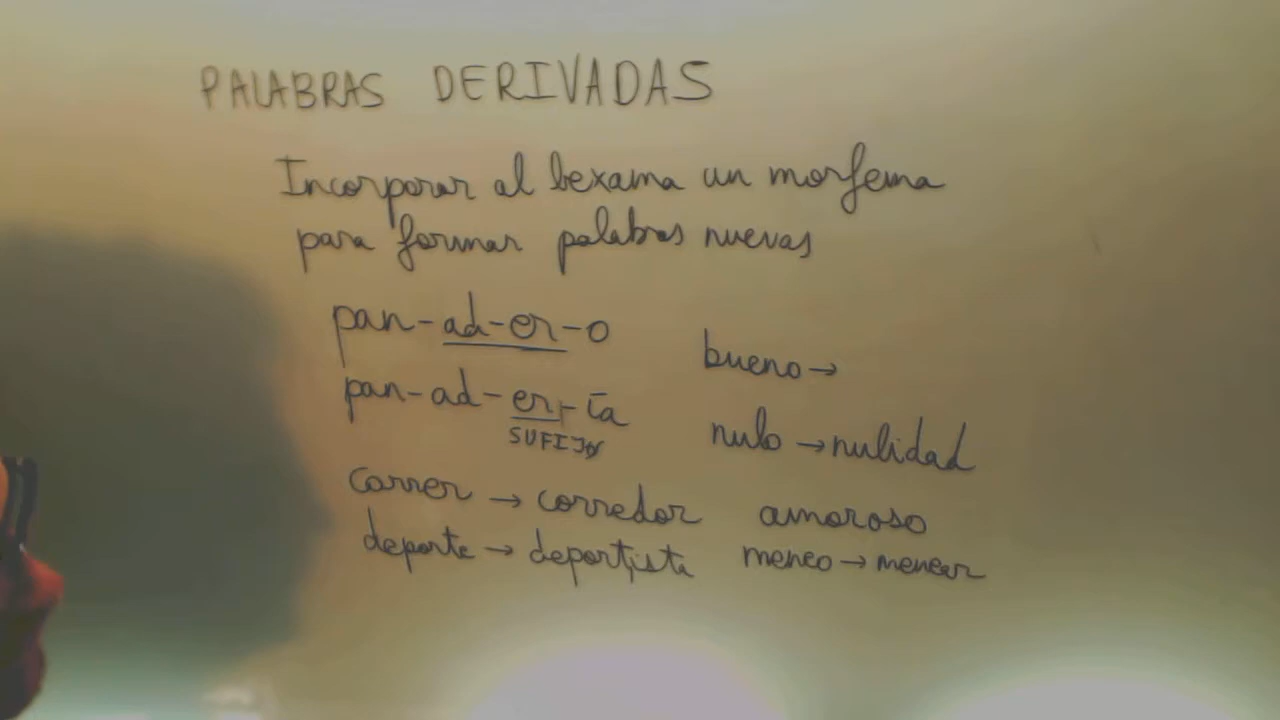 PALABRAS DERIVADAS
Incorporar al lexema un morfema
para formar palabras nuevas
pan-ad-er-o
pan-ad-er-ía
SUFIJO
correr → corredor
deporte → deportista
bueno →
nulo → nulidad
amoroso
meneo → menear